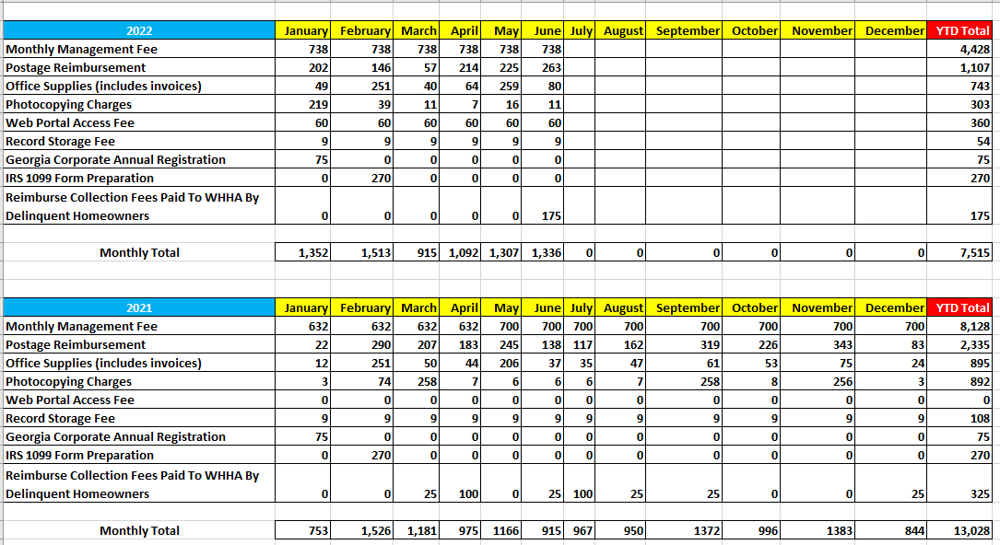 2022 January February March April May June July August September October November December YTD Total
Monthly Management Fee 738 738 738 738 738 738 4,428
Postage Reimbursement 202 146 57 214 225 263 1,107
Office Supplies (includes invoices) 49 251 40 64 259 80 743
Photocopying Charges 219 39 11 7 16 11 303
Web Portal Access Fee 60 60 60 60 60 60 360
Record Storage Fee 9 9 9 9 9 9 54
Georgia Corporate Annual Registration 75 0 0 0 0 0 75
IRS 1099 Form Preparation 0 270 0 0 0 0 270
Reimburse Collection Fees Paid To WHHA By
Delinquent Homeowners 0 0 0 0 0 175 175
Monthly Total 1,352 1,513 915 1,092 1,307 1,336 0 0 0 0 0 0 7,515
2021 January February March April May June July August September October November December YTD Total
Monthly Management Fee 632 632 632 632 700 700 700 700 700 700 700 700 8,128
Postage Reimbursement 22 290 207 183 245 138 117 162 319 226 343 83 2,335
Office Supplies (includes invoices) 12 251 50 44 206 37 35 47 61 53 75 24 895
Photocopying Charges 3 74 258 7 6 6 6 7 258 8 256 3 892
Web Portal Access Fee 0 0 0 0 0 0 0 0 0 0 0 0 0
Record Storage Fee 9 9 9 9 9 9 9 9 9 9 9 9 108
Georgia Corporate Annual Registration 75 0 0 0 0 0 0 0 0 0 0 0 75
IRS 1099 Form Preparation 0 270 0 0 0 0 0 0 0 0 0 0 270
Reimburse Collection Fees Paid To WHHA By
Delinquent Homeowners 0 0 25 100 0 25 100 25 25 0 0 25 325
Monthly Total 753 1,526 1,181 975 1166 915 967 950 1372 996 1383 844 13,028